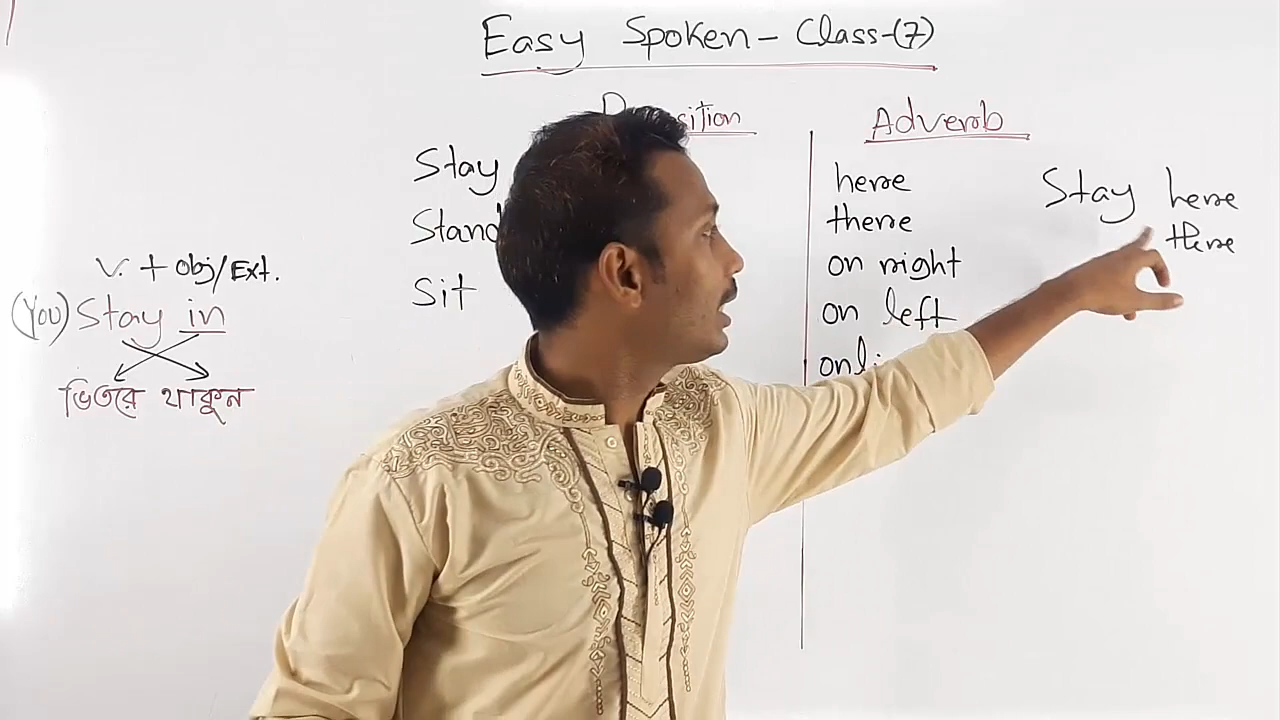 Easy Spoken - Class-(7)
Adverb
Stay
Stand
Sit
here
there
on right
on left
Stay here
there
V. + Obj/Ext.
(You) Stay in
ভিতরে থাকুন